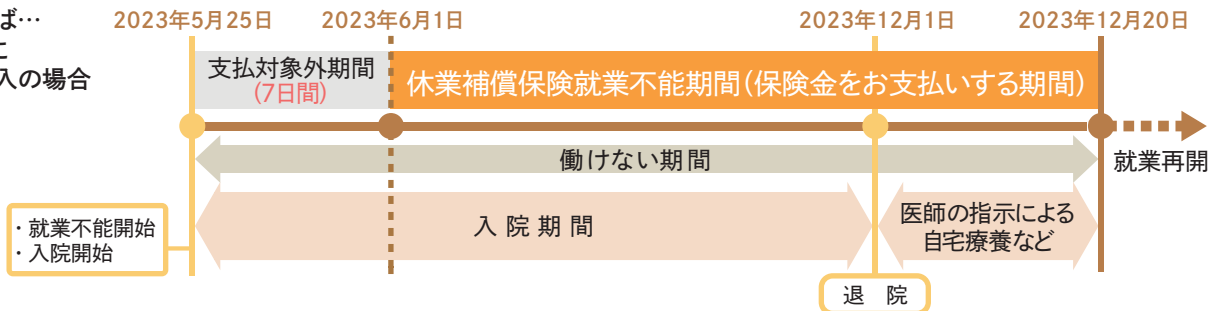 ば…
2023年5月25日
2023年6月1日
2023年12月1日
2023年12月20日
入の場合
支払対象外期間
(7日間)
休業補償保険就業不能期間(保険金をお支払いする期間)
働けない期間
就業再開
・就業不能開始
・入院開始
入院期間
医師の指示による
自宅療養など
退 院